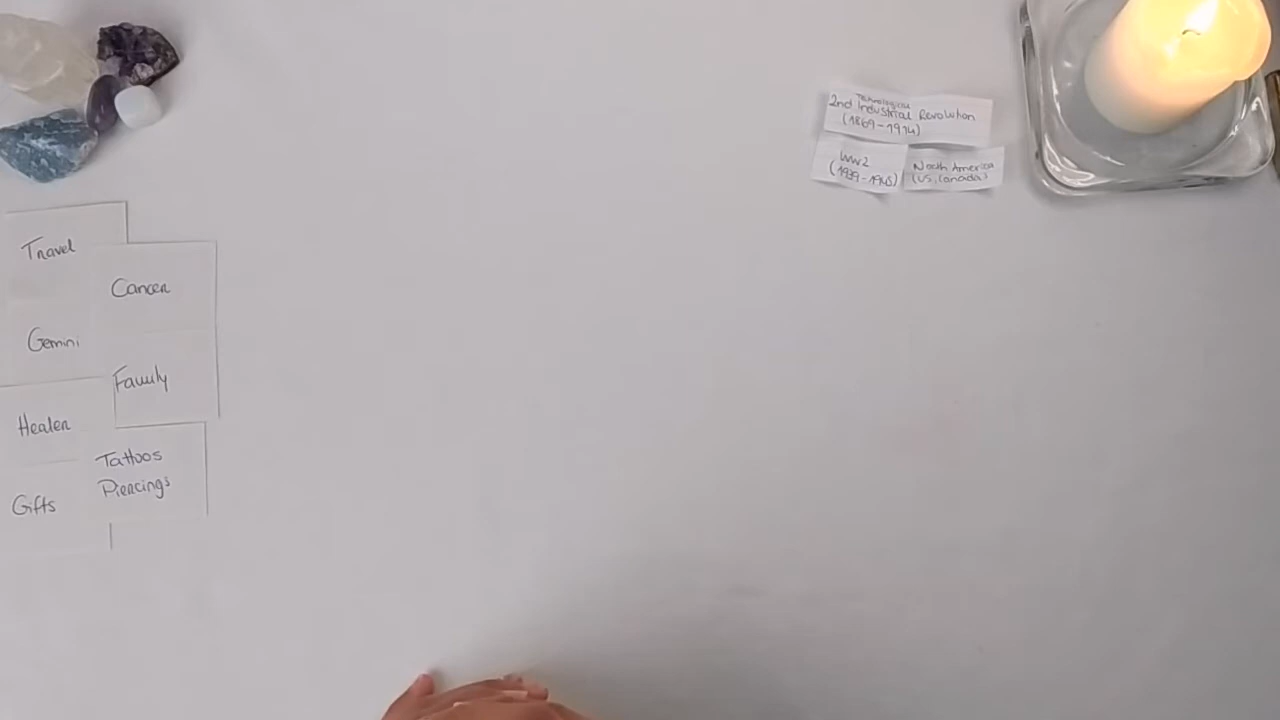 Technological
2nd Industrial Revolution
(1869-1914)
WW2
(1939-1945)
North America
(US, Canada)
Travel
Cancer
Gemini
Family
Healer
Tattoos
Piercings
Gifts